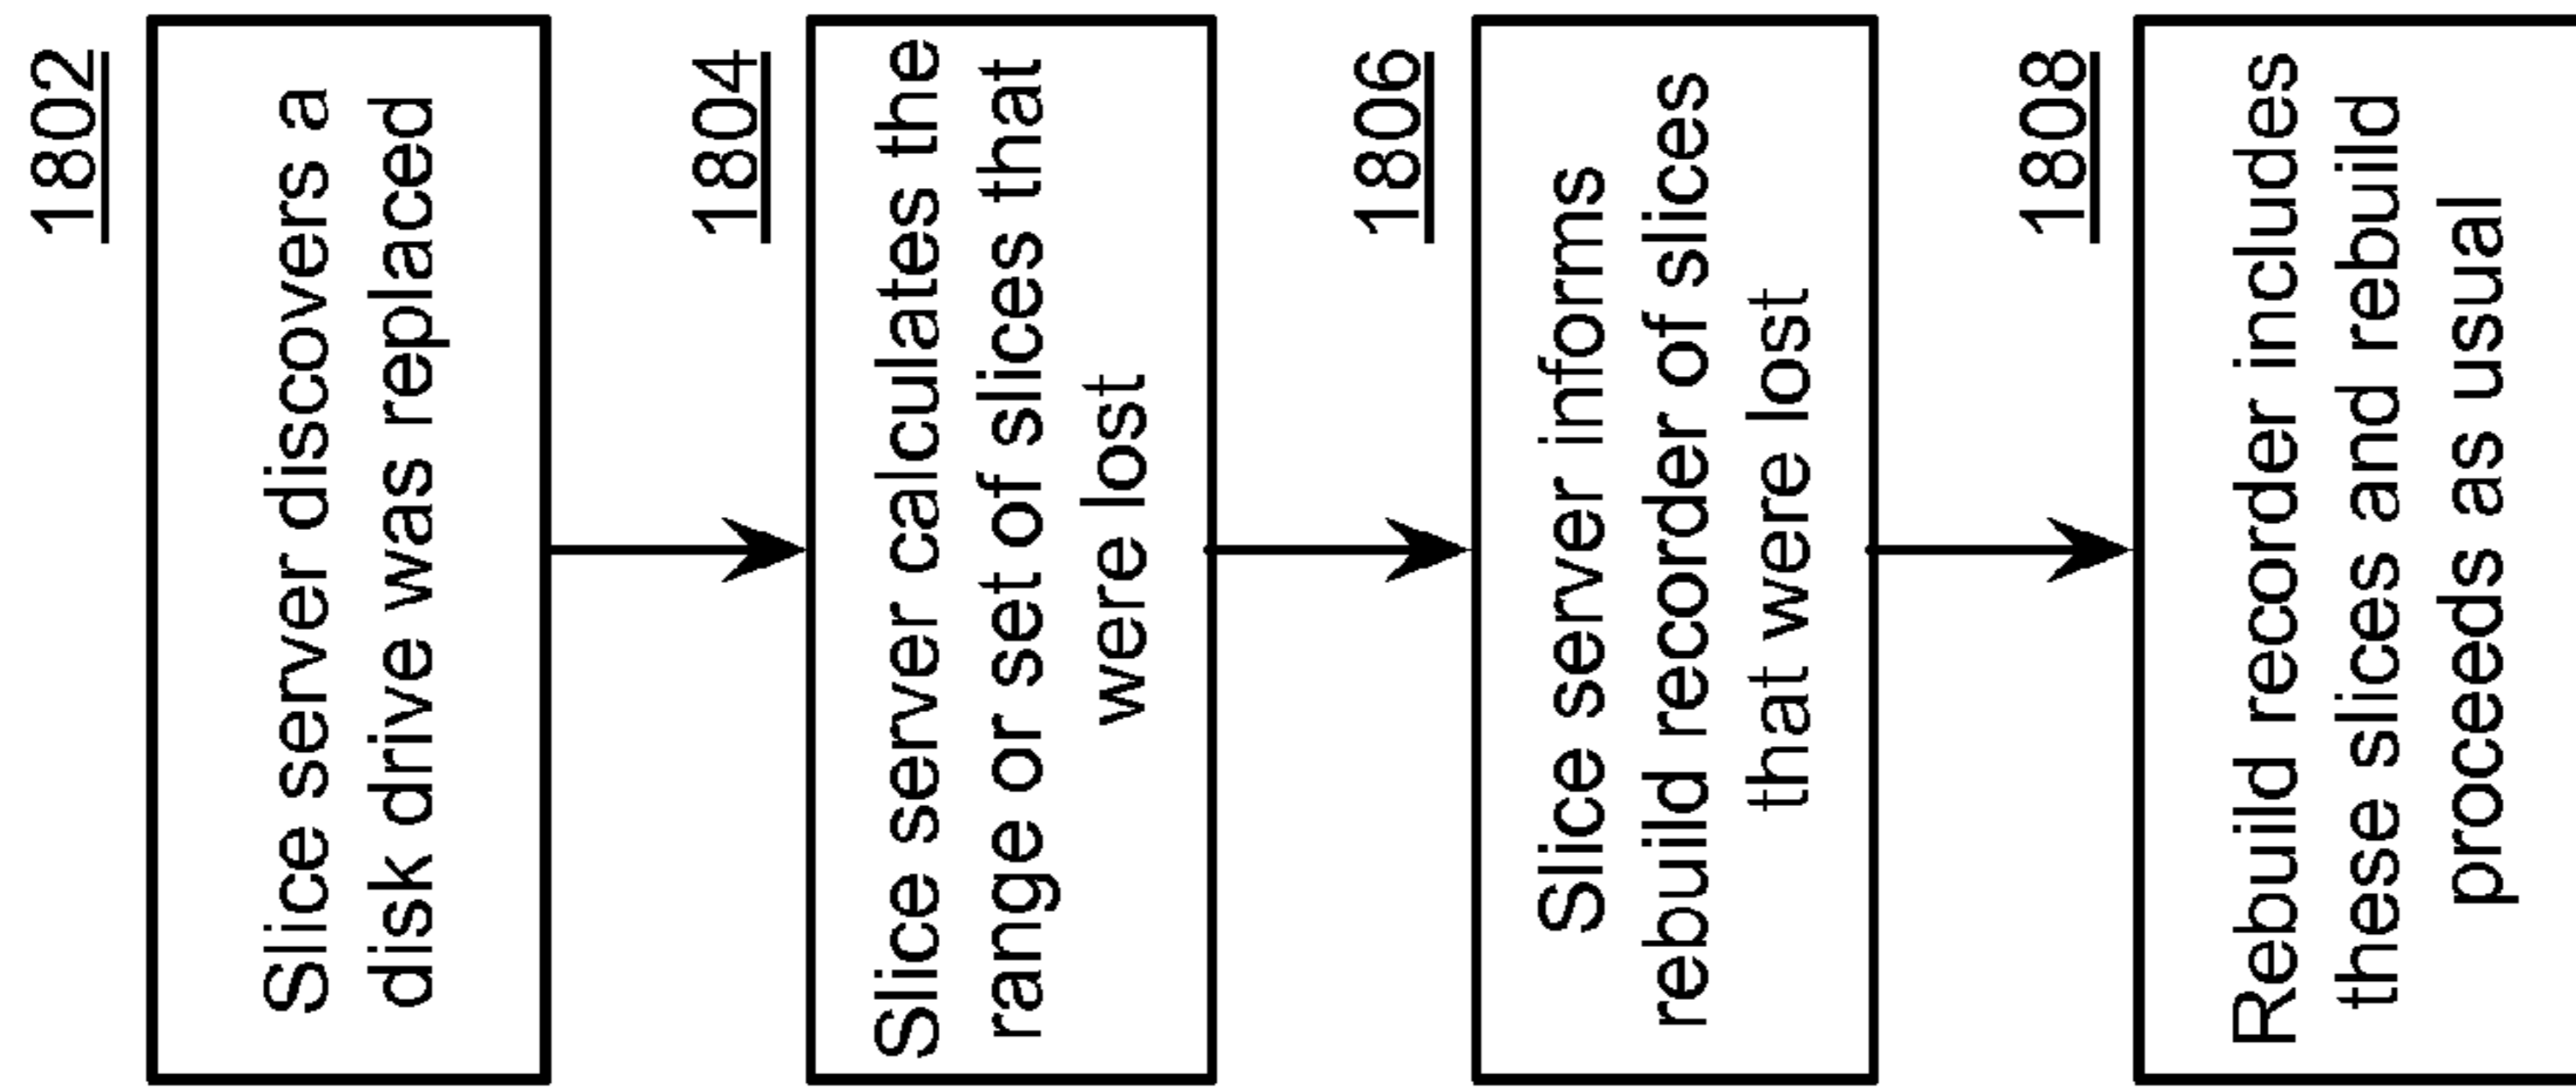 1802
Slice server discovers a
disk drive was replaced
1804
Slice server calculates the
range or set of slices that
were lost
1806
Slice server informs
rebuild recorder of slices
that were lost
1808
Rebuild recorder includes
these slices and rebuild
proceeds as usual